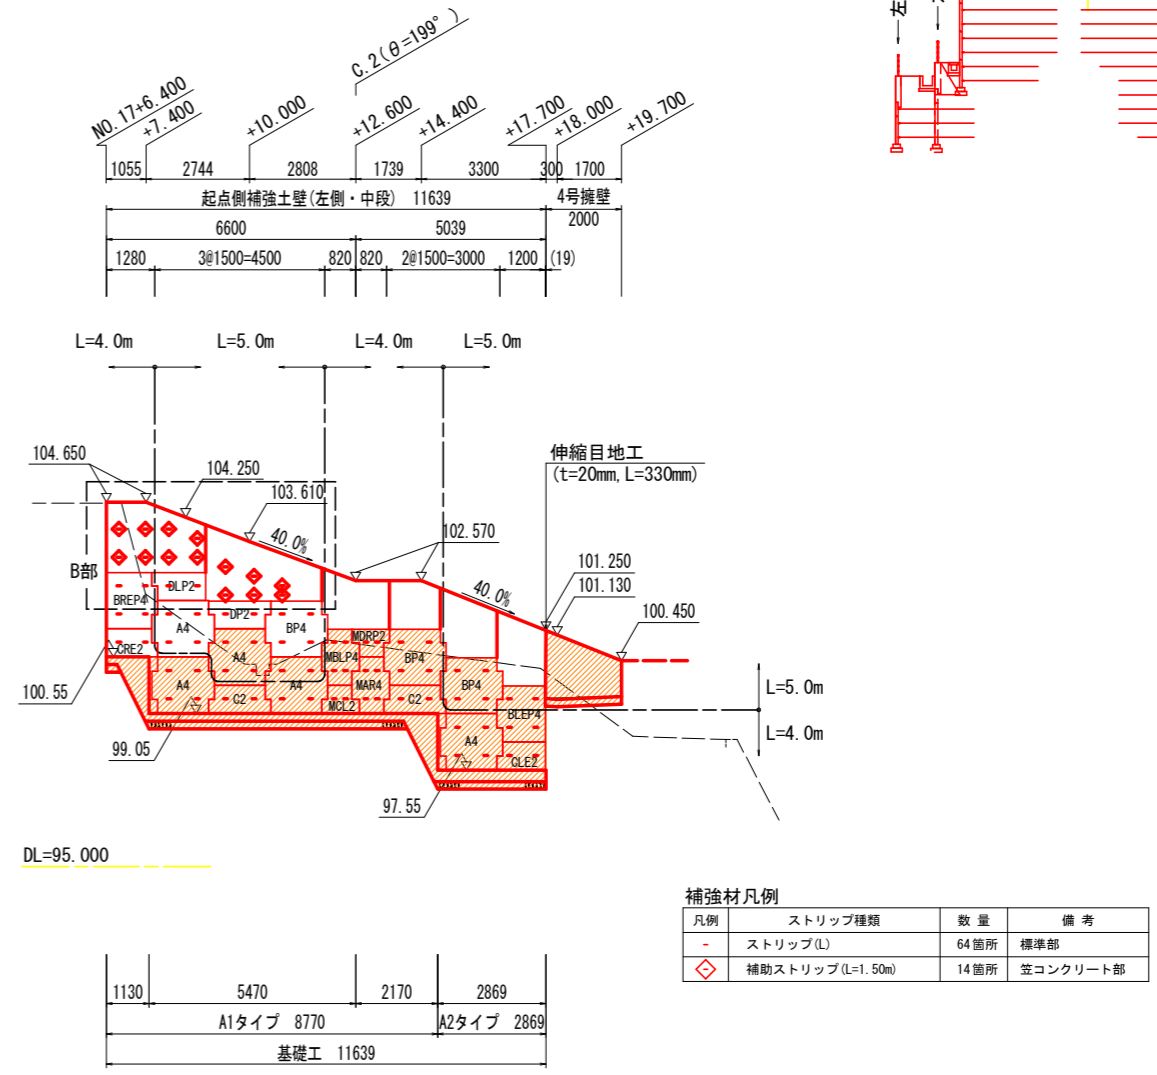 左
C.2(θ=199°)
NO.17+6.400
+7.400
+10.000
+12.600
+14.400
+17.700
+18.000
+19.700
1055 2744 2808 1739 3300 300 1700
起点側補強土壁(左側・中段) 11639 4号擁壁
2000
6600 5039
1280 3@1500=4500 820 820 2@1500=3000 1200 (19)
L=4.0m L=5.0m L=4.0m L=5.0m
104.650
104.250
103.610
40.0%
102.570
伸縮目地工
(t=20mm,L=330mm)
101.250
101.130
100.450
40.0%
B部
BREP4 DLP2
A4 DP2 BP4
CRE2 A4 MBLP4 MDRP2 BP4
A4 C2 A4 MCL2 MAR4 C2 BP4 BLEP4
A4 CLE2
100.55
99.05
97.55
L=5.0m
L=4.0m
DL=95.000
補強材凡例
凡例 ストリップ種類 数 量 備 考
ストリップ(L) 64箇所 標準部
補助ストリップ(L=1.50m) 14箇所 笠コンクリート部
1130 5470 2170 2869
A1タイプ 8770 A2タイプ 2869
基礎工 11639